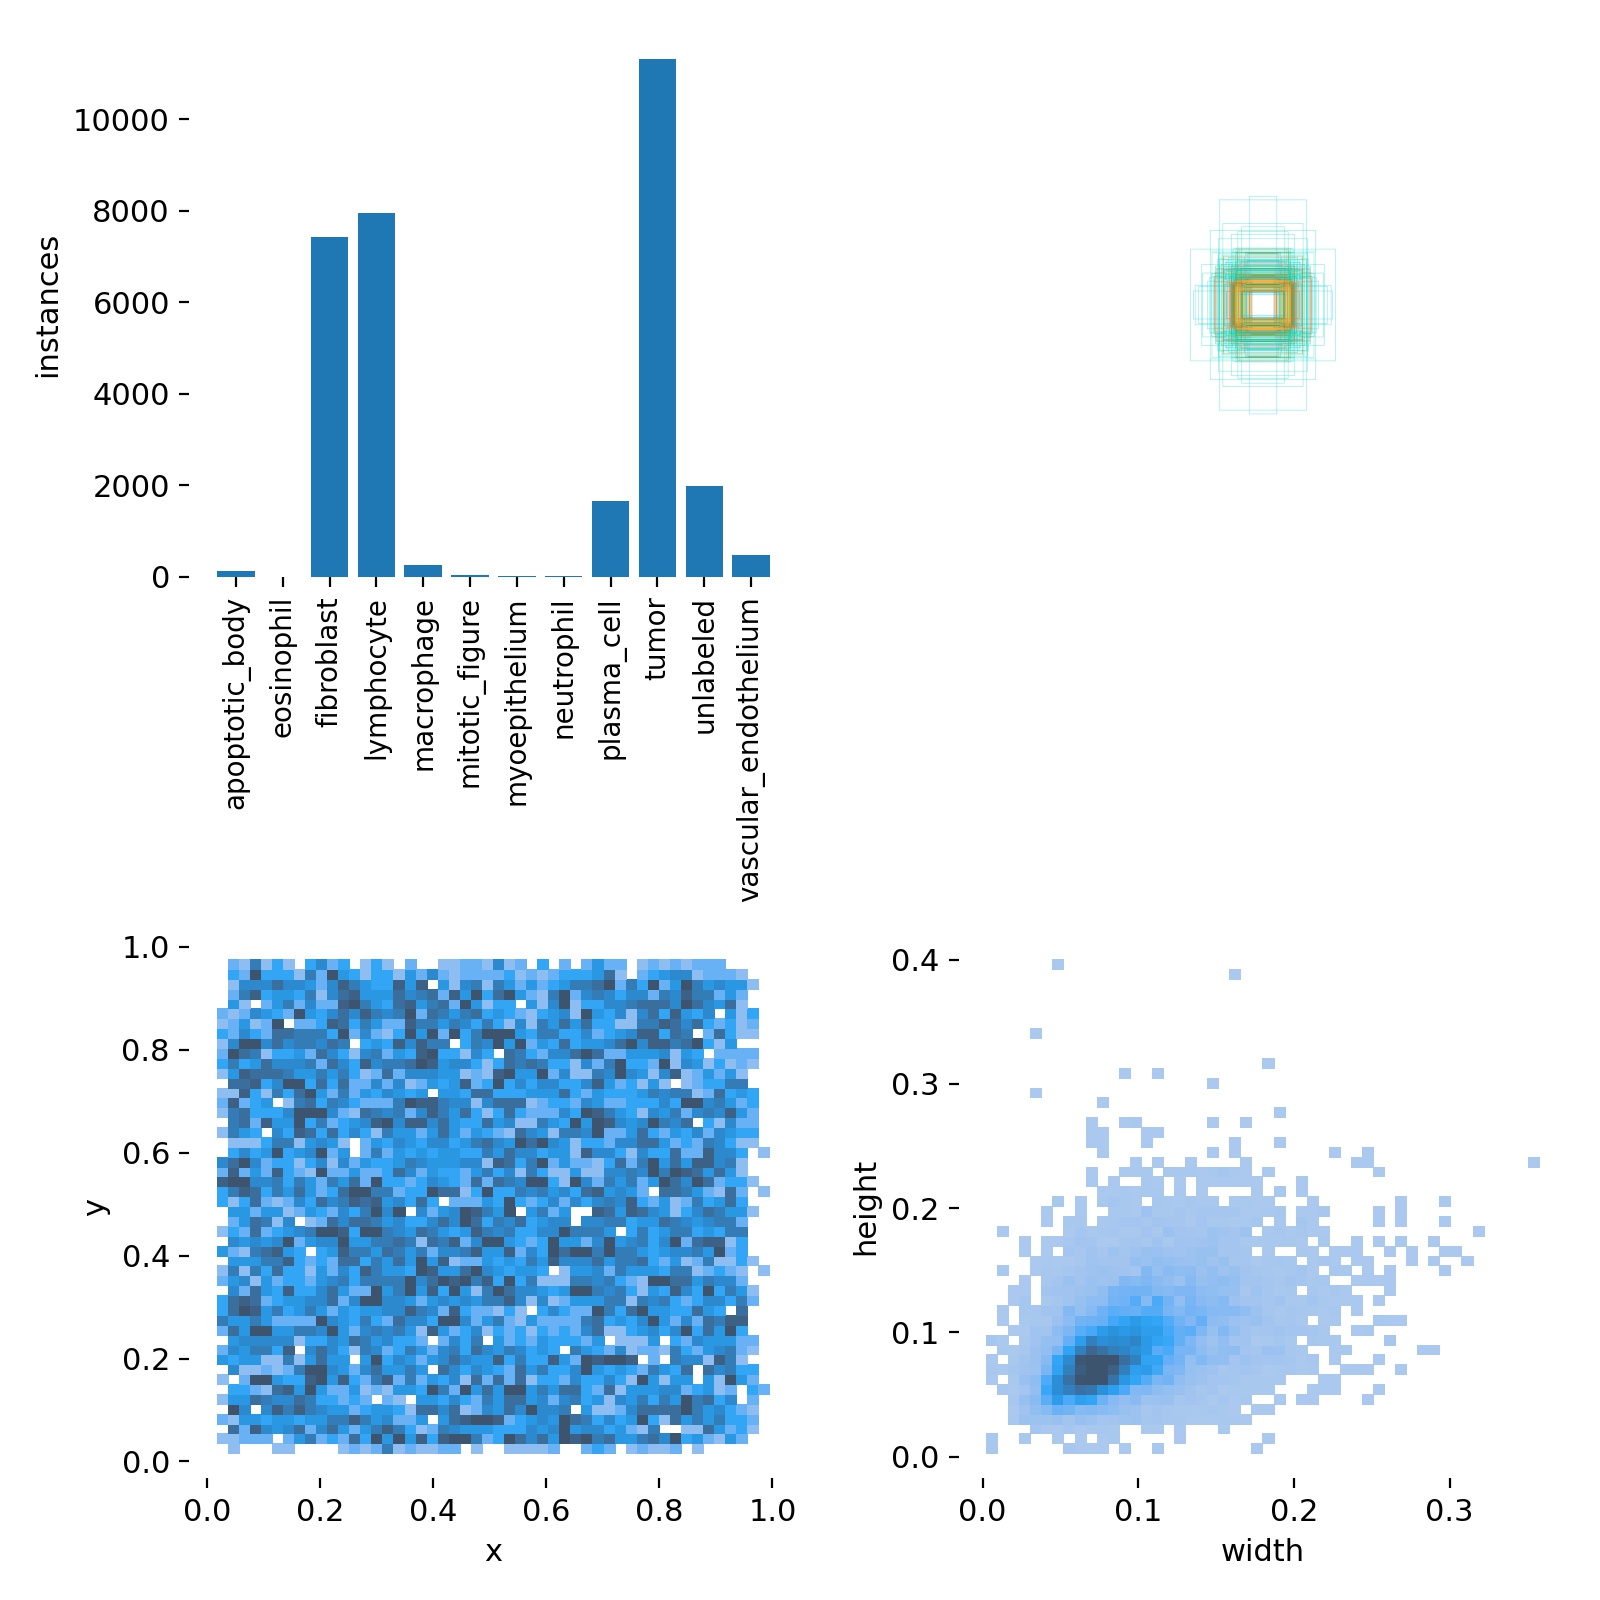 instances
10000
8000
6000
4000
2000
0
apoptotic_body
eosinophil
fibroblast
lymphocyte
macrophage
mitotic_figure
myoepithelium
neutrophil
plasma_cell
tumor
unlabeled
vascular_endothelium
y
1.0
0.8
0.6
0.4
0.2
0.0
0.0 0.2 0.4 0.6 0.8 1.0
x
height
0.4
0.3
0.2
0.1
0.0
0.0 0.1 0.2 0.3
width